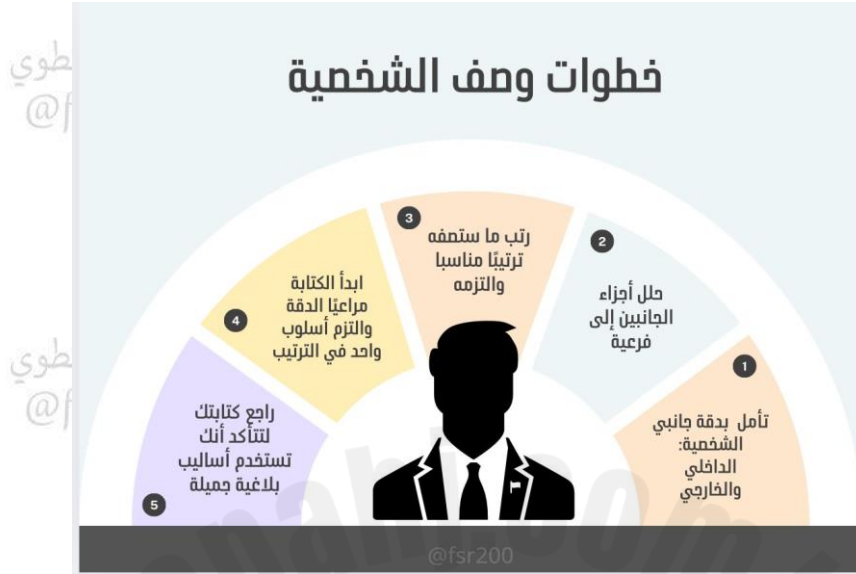 خطوات وصف الشخصية
1
تأمل بدقة جانبي
الشخصية:
الداخلي
والخارجي
2
حلل أجزاء
الجانبين إلى
فرعية
3
رتب ما ستصفه
ترتيبًا مناسبا
والتزمه
4
ابدأ الكتابة
مراعيًا الدقة
والتزم أسلوب
واحد في الترتيب
5
راجع كتابتك
لتتأكد أنك
تستخدم أساليب
بلاغية جميلة
@fsr200